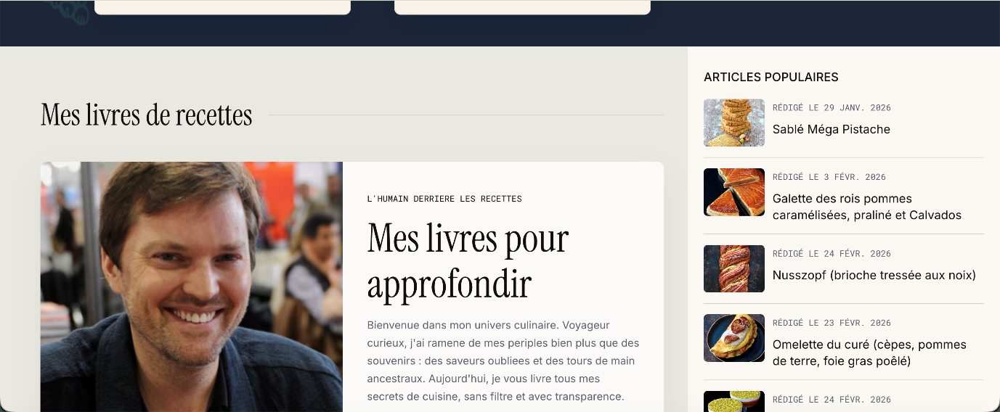 Mes livres de recettes
L'HUMAIN DERRIERE LES RECETTES
Mes livres pour
approfondir
Bienvenue dans mon univers culinaire. Voyageur
curieux, j'ai ramene de mes periples bien plus que des
souvenirs : des saveurs oubliees et des tours de main
ancestraux. Aujourd'hui, je vous livre tous mes
secrets de cuisine, sans filtre et avec transparence.
ARTICLES POPULAIRES
RÉDIGÉ LE 29 JANV. 2026
Sablé Méga Pistache
RÉDIGÉ LE 3 FÉVR. 2026
Galette des rois pommes
caramélisées, praliné et Calvados
RÉDIGÉ LE 24 FÉVR. 2026
Nusszopf (brioche tressée aux noix)
RÉDIGÉ LE 23 FÉVR. 2026
Omelette du curé (cèpes, pommes
de terre, foie gras poêlé)
RÉDIGÉ LE 24 FÉVR. 2026